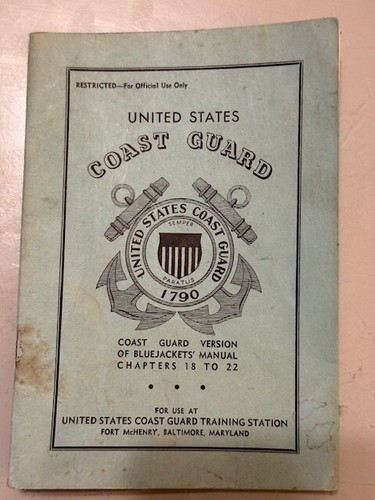 RESTRICTED—For Official Use Only
UNITED STATES
COAST GUARD
UNITED STATES COAST GUARD
SEMPER
PARATUS
1790
COAST GUARD VERSION
OF BLUEJACKETS' MANUAL
CHAPTERS 18 TO 22
• • •
FOR USE AT
UNITED STATES COAST GUARD TRAINING STATION
FORT McHENRY, BALTIMORE, MARYLAND